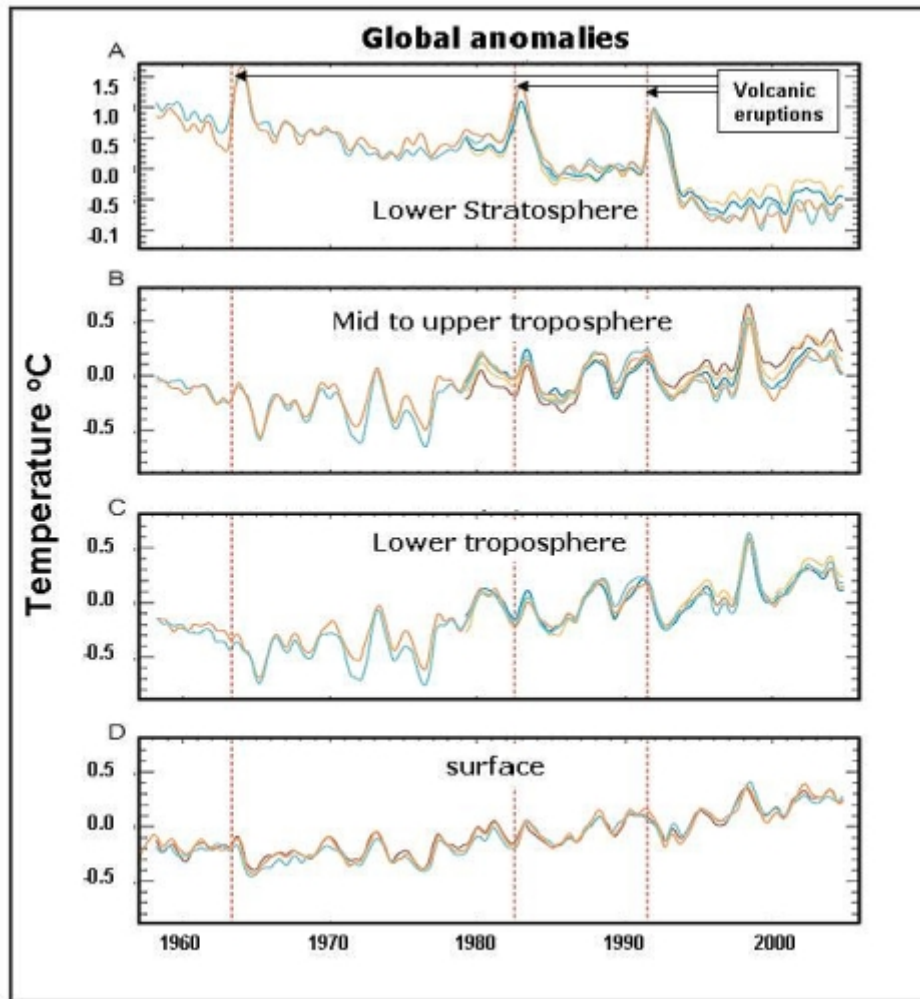 Global anomalies
A
Volcanic
eruptions
1.5
1.0
0.5
0.0
-0.5
-0.1
Lower Stratosphere
B
Mid to upper troposphere
0.5
0.0
-0.5
Temperature ºC
C
Lower troposphere
0.5
0.0
-0.5
D
surface
0.5
0.0
-0.5
1960 1970 1980 1990 2000